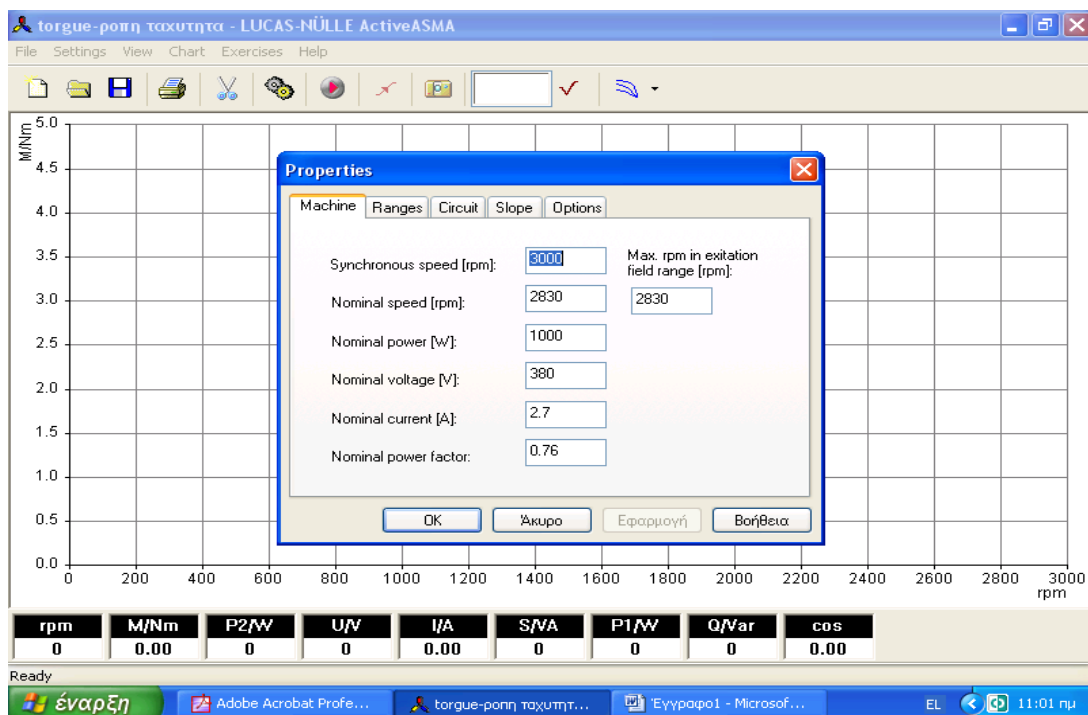 torgue-ροπη ταχυτητα - LUCAS-NÜLLE ActiveASMA
File Settings View Chart Exercises Help
M/Nm
5.0
4.5
4.0
3.5
3.0
2.5
2.0
1.5
1.0
0.5
0.0
Properties
Machine Ranges Circuit Slope Options
Synchronous speed [rpm]: 3000
Max. rpm in exitation
field range [rpm]:
Nominal speed [rpm]: 2830 2830
Nominal power [W]: 1000
Nominal voltage [V]: 380
Nominal current [A]: 2.7
Nominal power factor: 0.76
OK Άκυρο Εφαρμογή Βοήθεια
0 200 400 600 800 1000 1200 1400 1600 1800 2000 2200 2400 2600 2800 3000
rpm
rpm M/Nm P2/W U/V I/A S/VA P1/W Q/Var cos
0 0.00 0 0 0.00 0 0 0 0.00
Ready
έναρξη Adobe Acrobat Profe... torgue-ροπη ταχυτητ... Έγγραφο1 - Microsof... EL 11:01 πμ